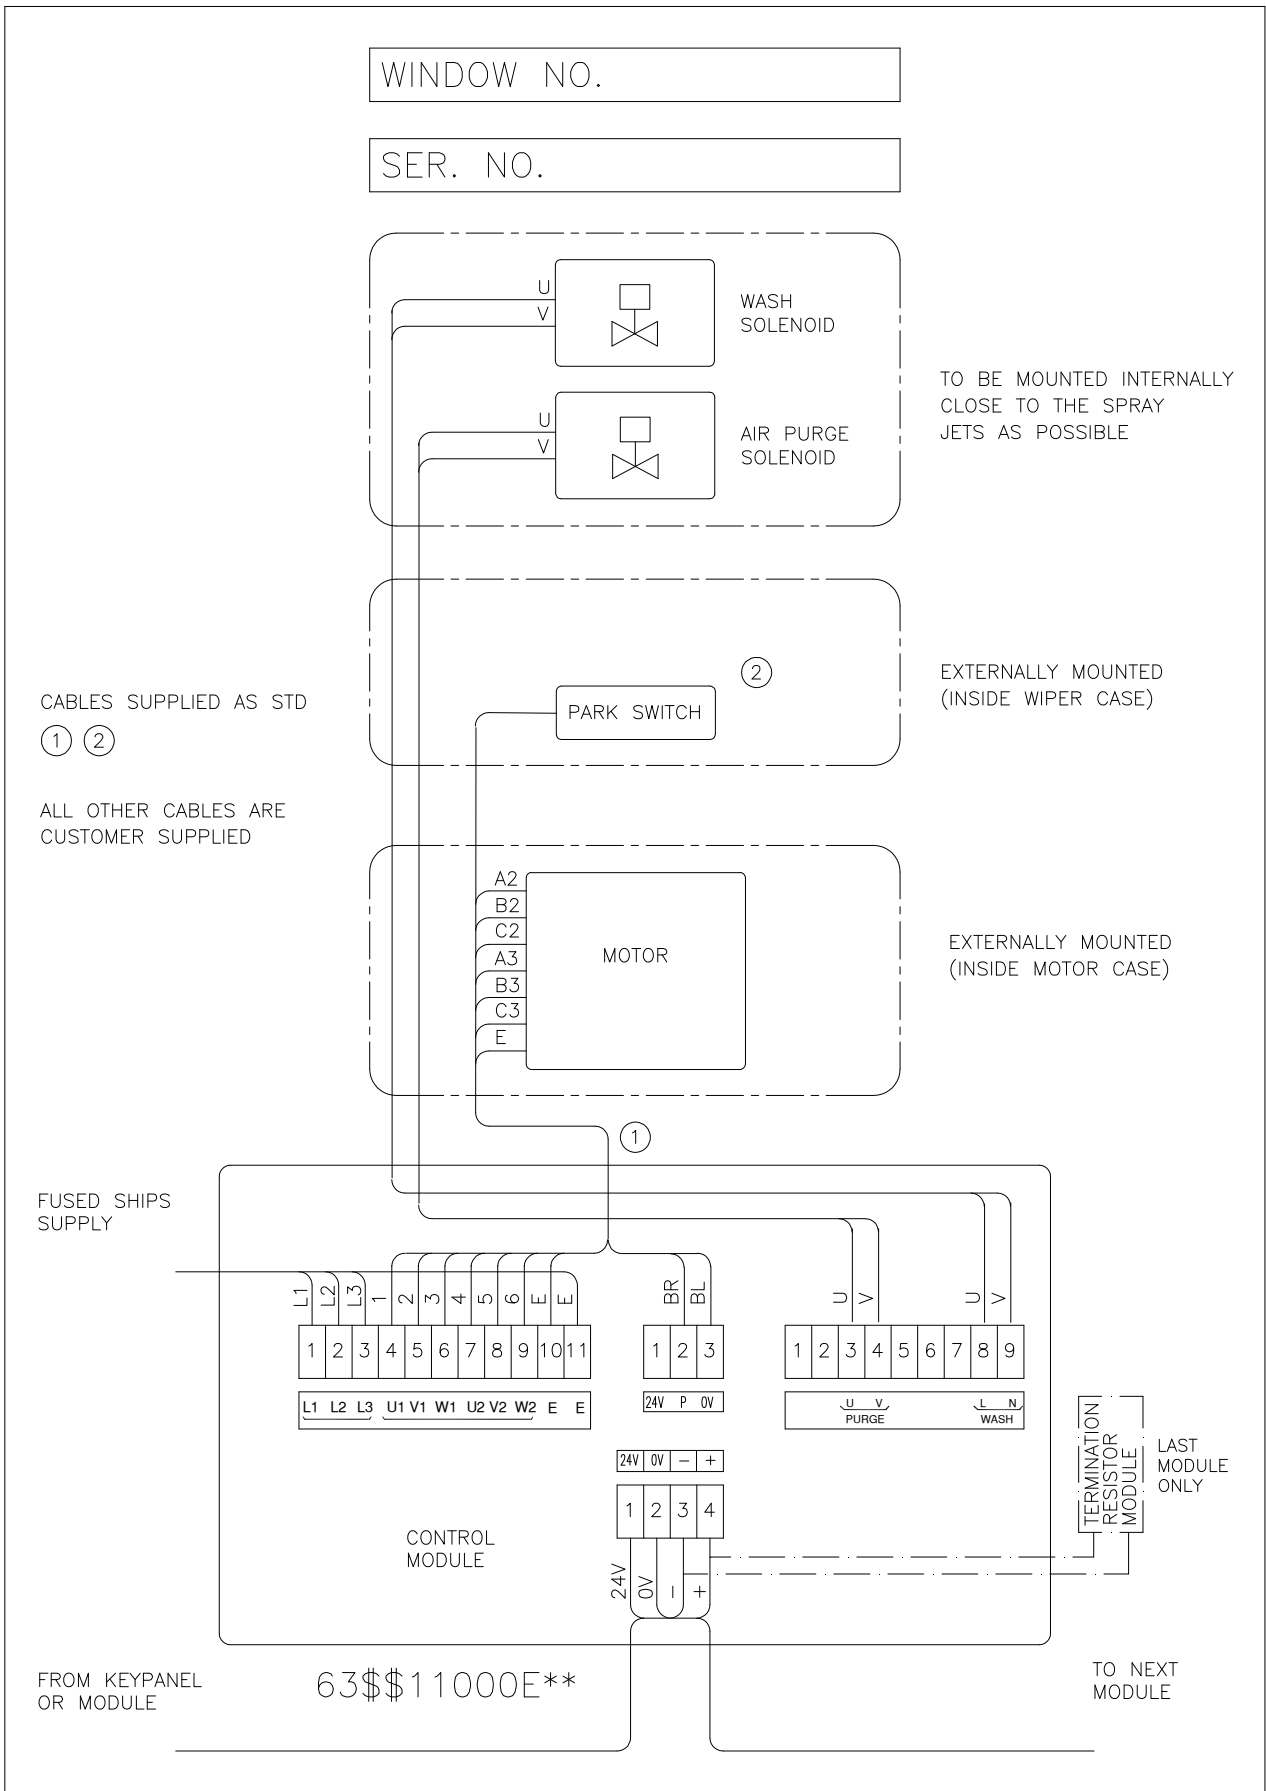 WINDOW NO.
SER. NO.
U
V
WASH
SOLENOID
U
V
AIR PURGE
SOLENOID
TO BE MOUNTED INTERNALLY
CLOSE TO THE SPRAY
JETS AS POSSIBLE
2
PARK SWITCH
EXTERNALLY MOUNTED
(INSIDE WIPER CASE)
CABLES SUPPLIED AS STD
1 2
ALL OTHER CABLES ARE
CUSTOMER SUPPLIED
A2
B2
C2
A3
B3
C3
E
MOTOR
EXTERNALLY MOUNTED
(INSIDE MOTOR CASE)
1
FUSED SHIPS
SUPPLY
L1 L2 L3 1 2 3 4 5 6 E E
BR BL
U V
U V
1 2 3 4 5 6 7 8 9 10 11
1 2 3
1 2 3 4 5 6 7 8 9
L1 L2 L3 U1 V1 W1 U2 V2 W2 E E
24V P 0V
U V
PURGE
L N
WASH
24V 0V – +
1 2 3 4
24V 0V – +
CONTROL
MODULE
TERMINATION
RESISTOR
MODULE
LAST
MODULE
ONLY
FROM KEYPANEL
OR MODULE
63$$11000E**
TO NEXT
MODULE